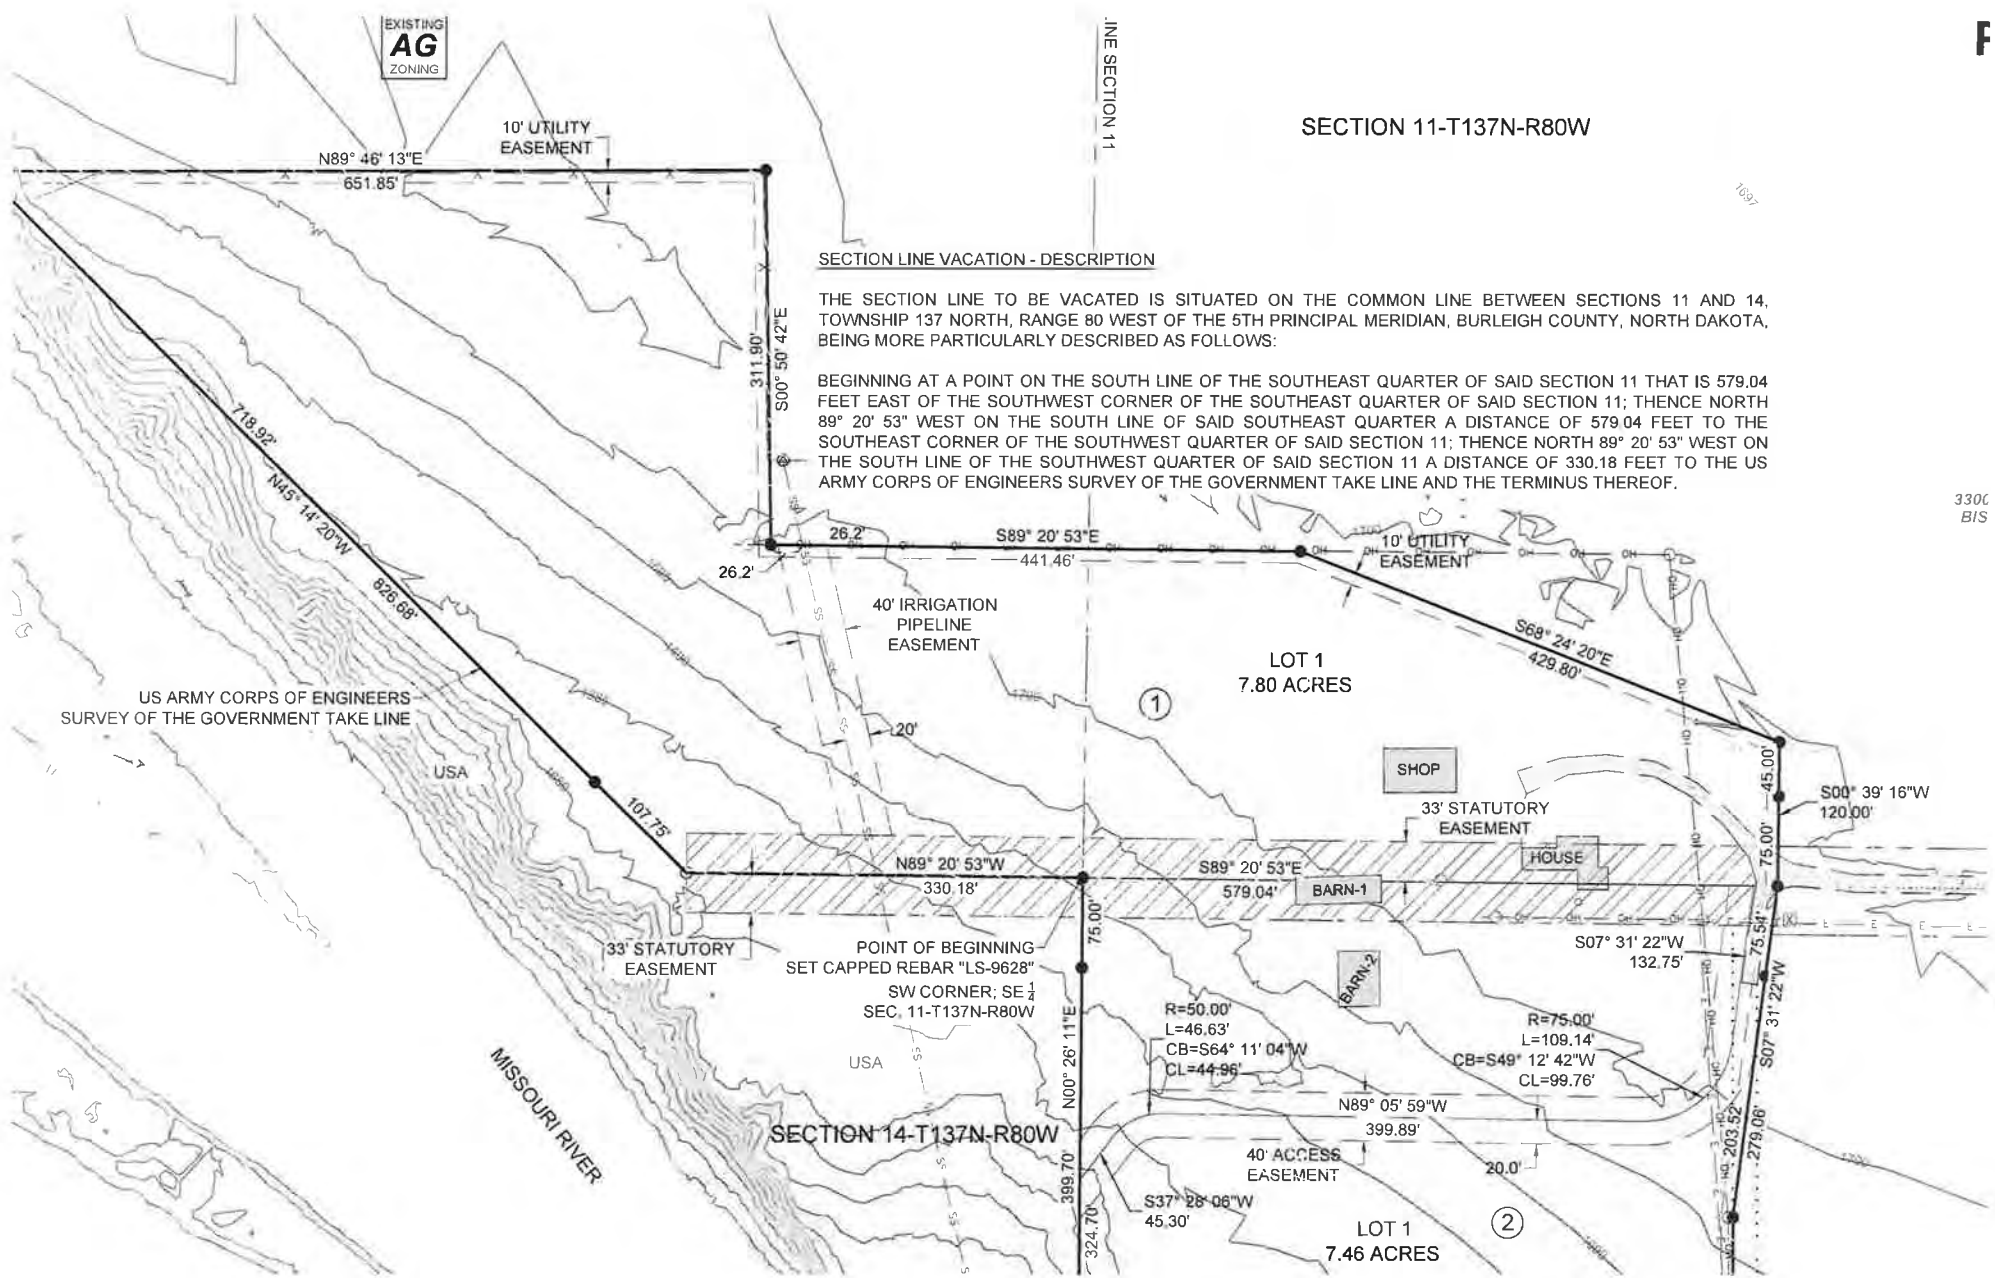 EXISTING
AG
ZONING
10' UTILITY
EASEMENT
N89° 46' 13"E
651.85'
INE SECTION 11
SECTION 11-T137N-R80W
1697
SECTION LINE VACATION - DESCRIPTION
THE SECTION LINE TO BE VACATED IS SITUATED ON THE COMMON LINE BETWEEN SECTIONS 11 AND 14,
TOWNSHIP 137 NORTH, RANGE 80 WEST OF THE 5TH PRINCIPAL MERIDIAN, BURLEIGH COUNTY, NORTH DAKOTA,
BEING MORE PARTICULARLY DESCRIBED AS FOLLOWS:
BEGINNING AT A POINT ON THE SOUTH LINE OF THE SOUTHEAST QUARTER OF SAID SECTION 11 THAT IS 579.04
FEET EAST OF THE SOUTHWEST CORNER OF THE SOUTHEAST QUARTER OF SAID SECTION 11; THENCE NORTH
89° 20' 53" WEST ON THE SOUTH LINE OF SAID SOUTHEAST QUARTER A DISTANCE OF 579.04 FEET TO THE
SOUTHEAST CORNER OF THE SOUTHWEST QUARTER OF SAID SECTION 11; THENCE NORTH 89° 20' 53" WEST ON
THE SOUTH LINE OF THE SOUTHWEST QUARTER OF SAID SECTION 11 A DISTANCE OF 330.18 FEET TO THE US
ARMY CORPS OF ENGINEERS SURVEY OF THE GOVERNMENT TAKE LINE AND THE TERMINUS THEREOF.
311.90'
S00° 50' 42"E
718.92'
N45° 14' 20"W
826.68'
3300
BIS
26.2'
26.2'
S89° 20' 53"E
441.46'
1700
10' UTILITY
EASEMENT
40' IRRIGATION
PIPELINE
EASEMENT
S68° 24' 20"E
429.80'
LOT 1
7.80 ACRES
1
US ARMY CORPS OF ENGINEERS
SURVEY OF THE GOVERNMENT TAKE LINE
20'
USA
SHOP
45.00'
S00° 39' 16"W
120.00'
75.00'
107.75'
33' STATUTORY
EASEMENT
HOUSE
N89° 20' 53"W
330.18'
S89° 20' 53"E
579.04'
BARN-1
75.00'
33' STATUTORY
EASEMENT
POINT OF BEGINNING
SET CAPPED REBAR "LS-9628"
SW CORNER; SE 1/4
SEC. 11-T137N-R80W
S07° 31' 22"W
132.75'
75.54'
BARN-2
USA
R=50.00'
L=46.63'
CB=S64° 11' 04"W
CL=44.96'
R=75.00'
L=109.14'
CB=S49° 12' 42"W
CL=99.76'
S07° 31' 22"W
N00° 26' 11"E
MISSOURI RIVER
SECTION 14-T137N-R80W
N89° 05' 59"W
399.89'
203.52'
279.06'
40' ACCESS
EASEMENT
20.0'
399.70'
S37° 28' 06"W
45.30'
324.70'
LOT 1
7.46 ACRES
2